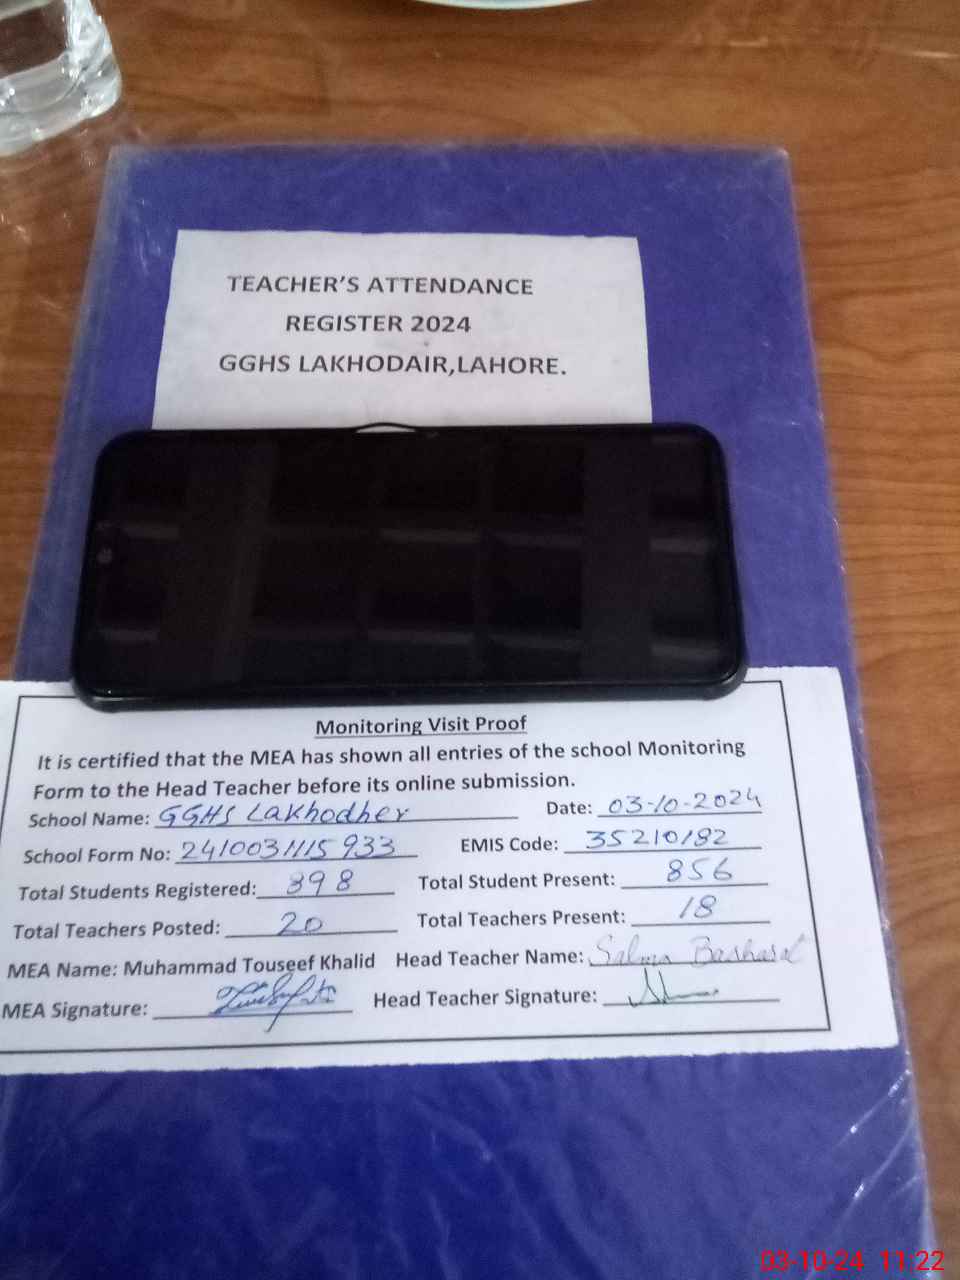 TEACHER'S ATTENDANCE
REGISTER 2024
GGHS LAKHODAIR,LAHORE.
Monitoring Visit Proof
It is certified that the MEA has shown all entries of the school Monitoring
Form to the Head Teacher before its online submission.
School Name: GGHS Lakhodher Date: 03-10-2024
School Form No: 2410031115933 EMIS Code: 35210182
Total Students Registered: 898 Total Student Present: 856
Total Teachers Posted: 20 Total Teachers Present: 18
MEA Name: Muhammad Touseef Khalid Head Teacher Name: Salma
MEA Signature: Head Teacher Signature:
03-10-24 11:22